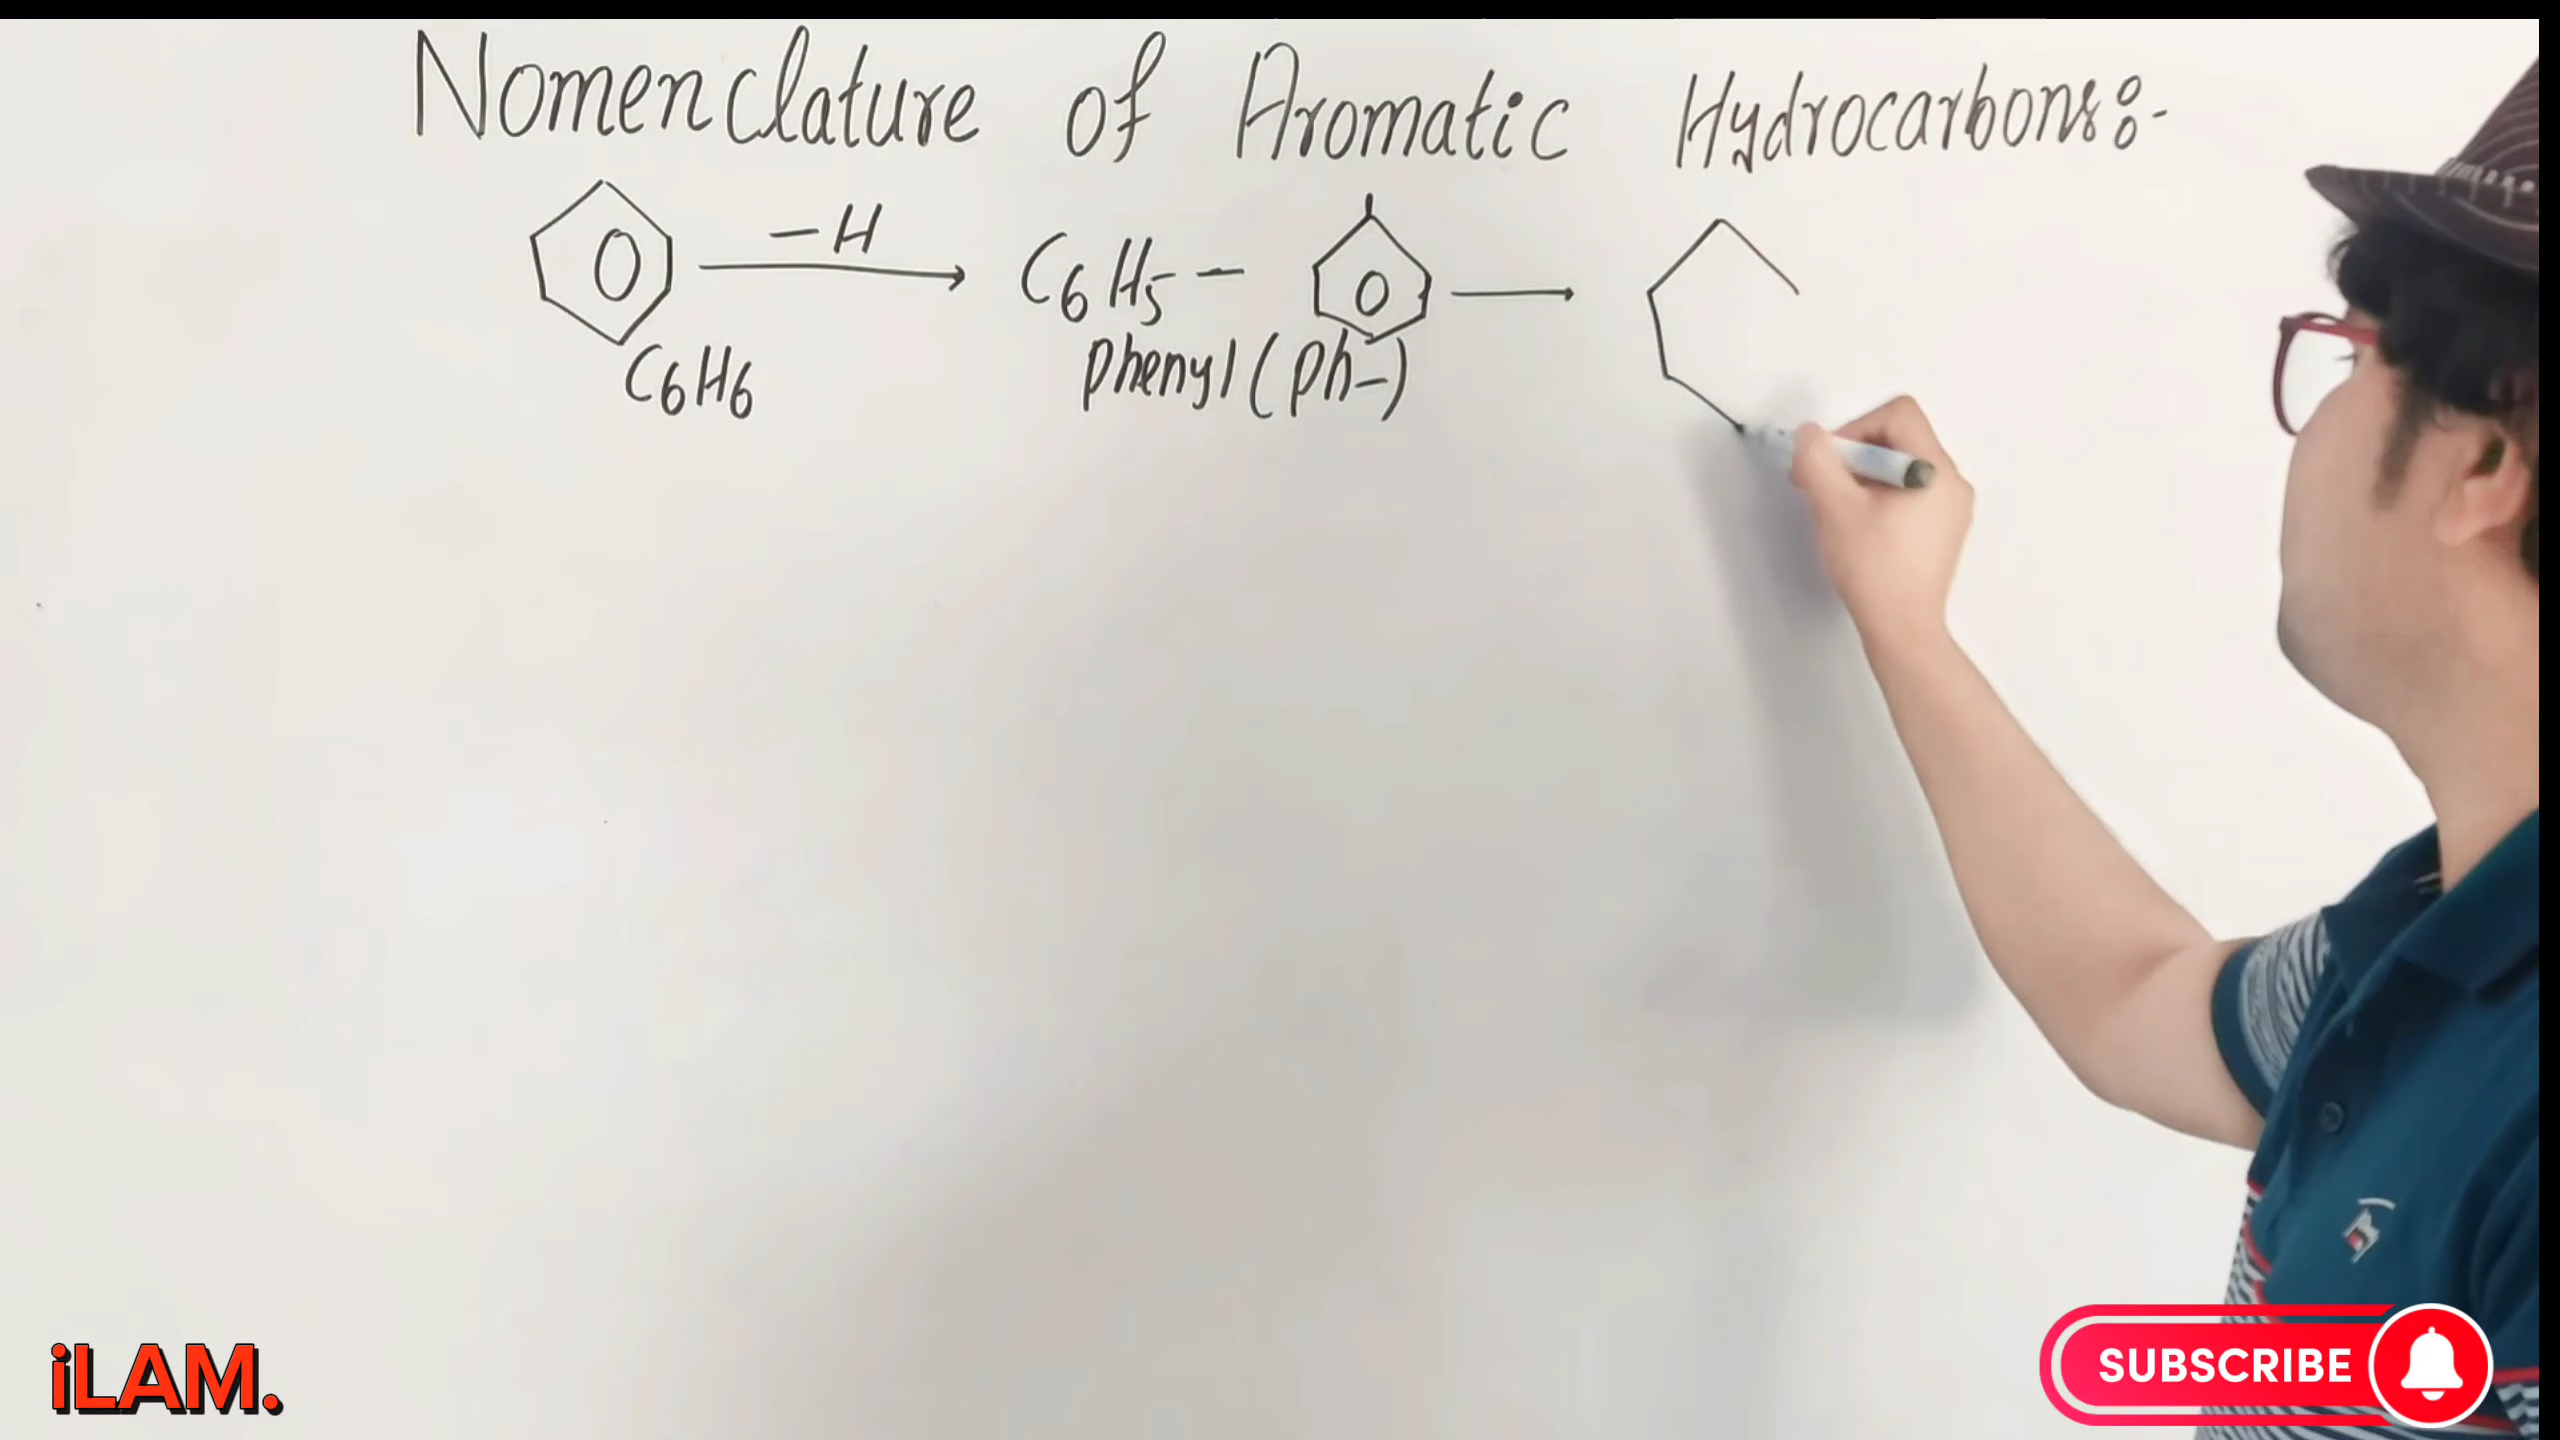 Nomenclature of Aromatic Hydrocarbons:-
-H
C6H5-
C6H6
Phenyl (Ph-)
iLAM.
SUBSCRIBE